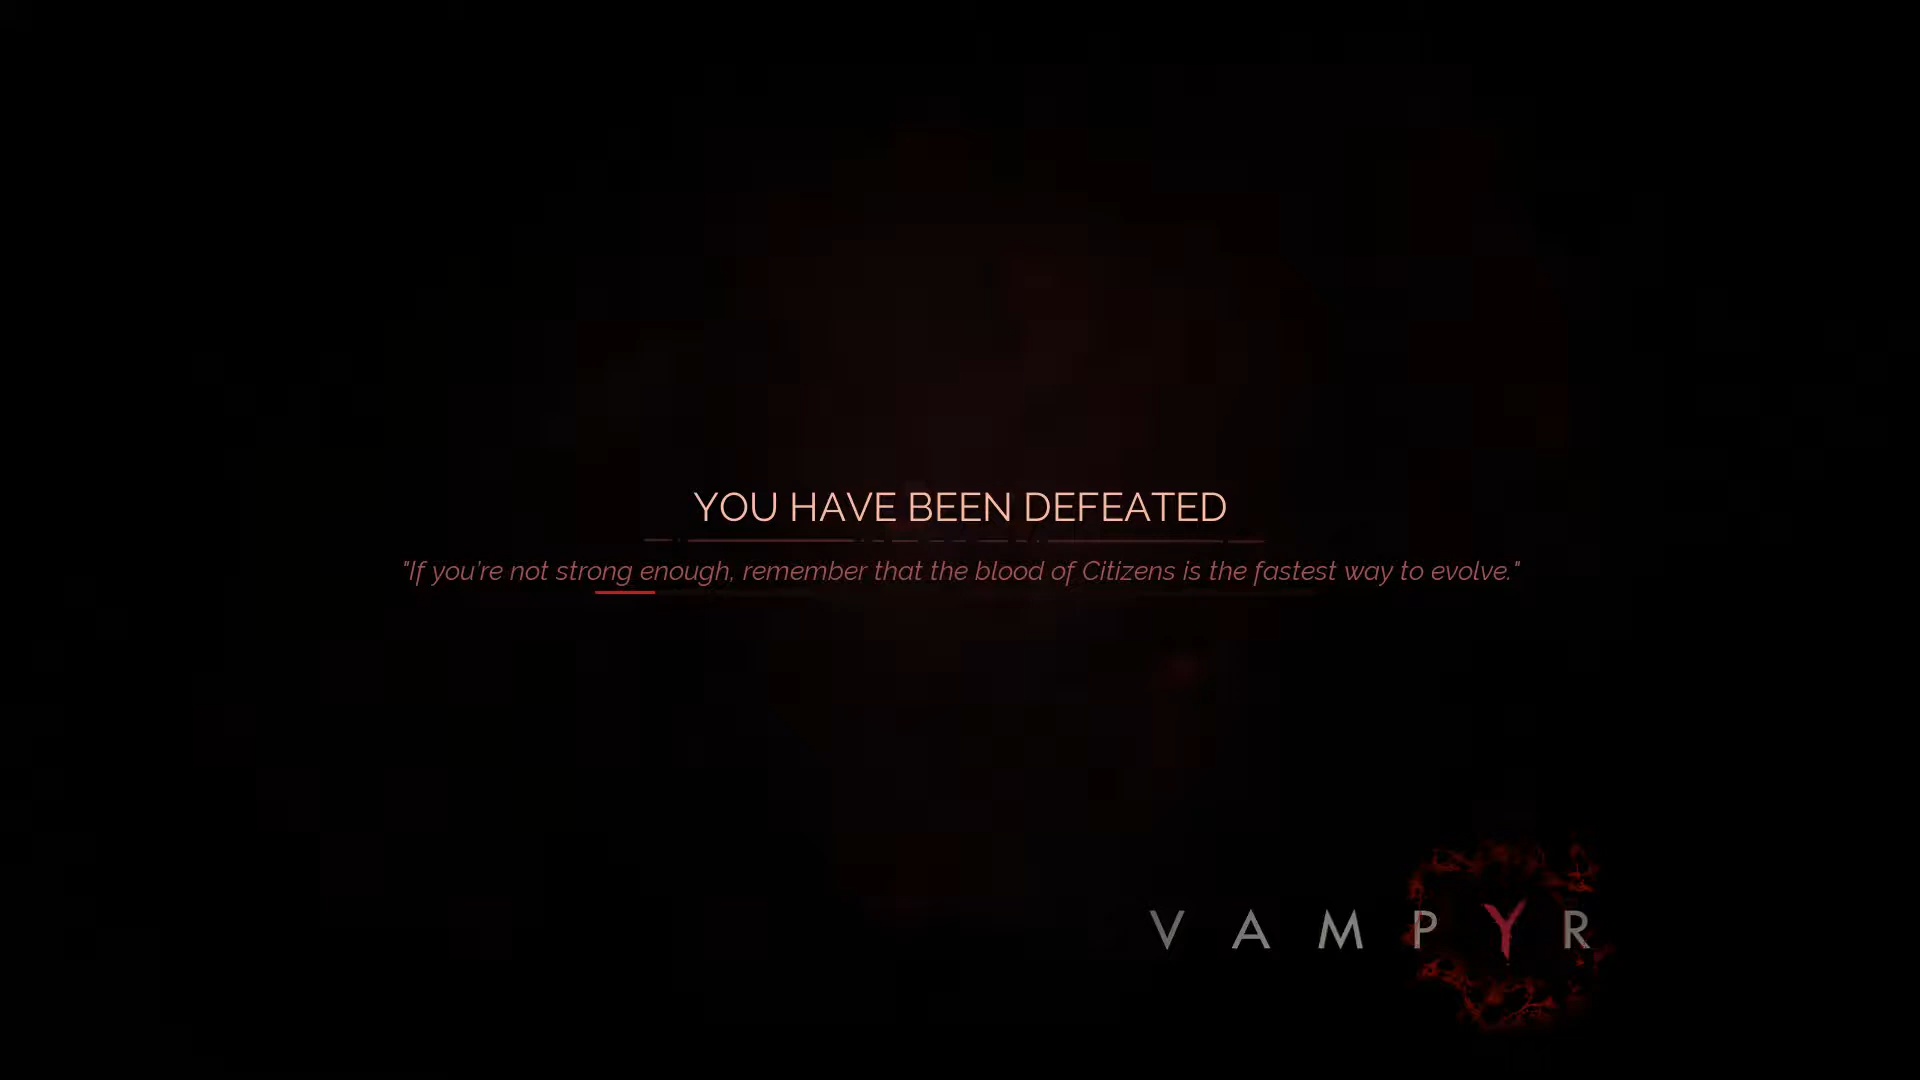 YOU HAVE BEEN DEFEATED
"If you're not strong enough, remember that the blood of Citizens is the fastest way to evolve."
VAMPYR